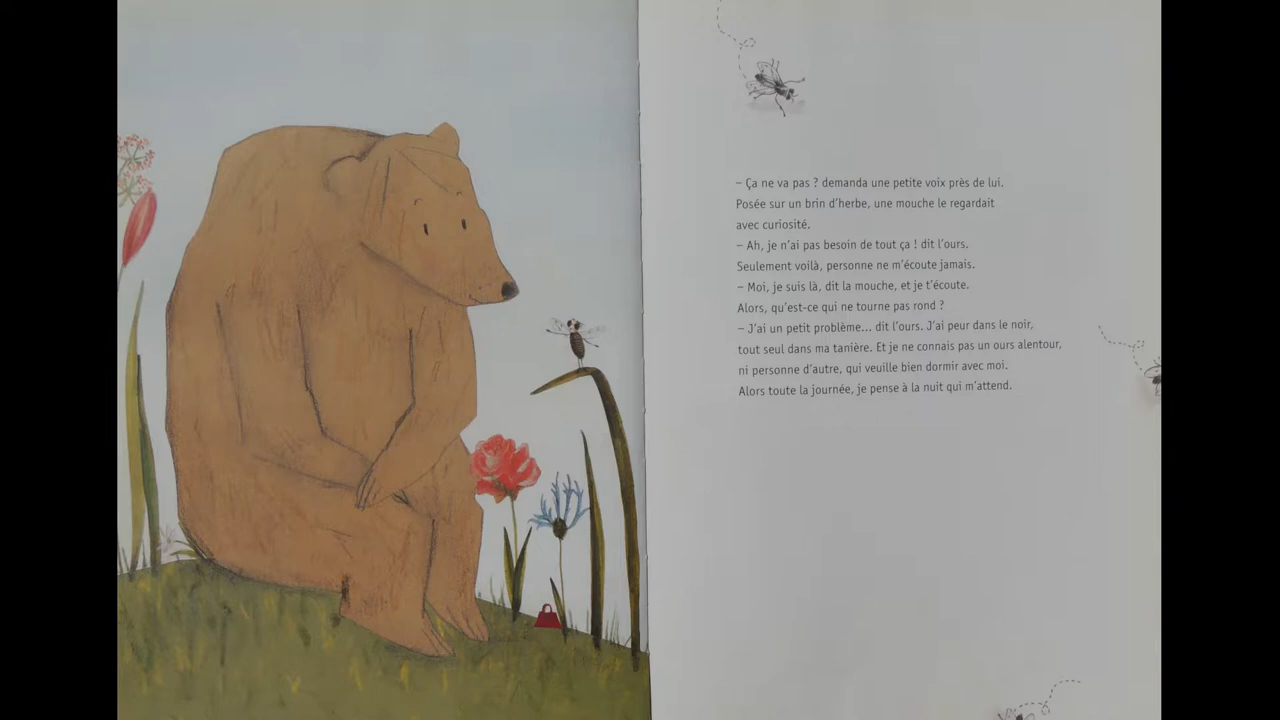 – Ça ne va pas ? demanda une petite voix près de lui.
Posée sur un brin d'herbe, une mouche le regardait
avec curiosité.
– Ah, je n'ai pas besoin de tout ça ! dit l'ours.
Seulement voilà, personne ne m'écoute jamais.
– Moi, je suis là, dit la mouche, et je t'écoute.
Alors, qu'est-ce qui ne tourne pas rond ?
– J'ai un petit problème... dit l'ours. J'ai peur dans le noir,
tout seul dans ma tanière. Et je ne connais pas un ours alentour,
ni personne d'autre, qui veuille bien dormir avec moi.
Alors toute la journée, je pense à la nuit qui m'attend.